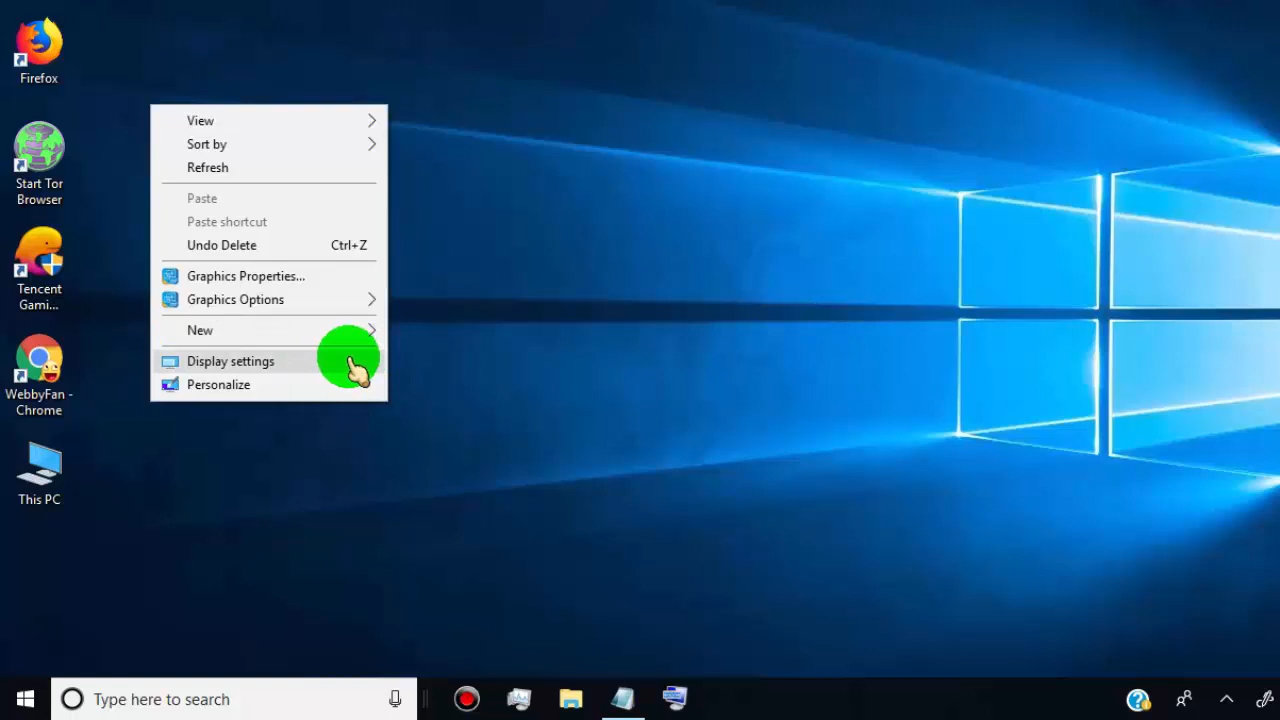 Firefox
Start Tor
Browser
Tencent
Gami...
WebbyFan -
Chrome
This PC
View
Sort by
Refresh
Paste
Paste shortcut
Undo Delete Ctrl+Z
Graphics Properties...
Graphics Options
New
Display settings
Personalize
Type here to search